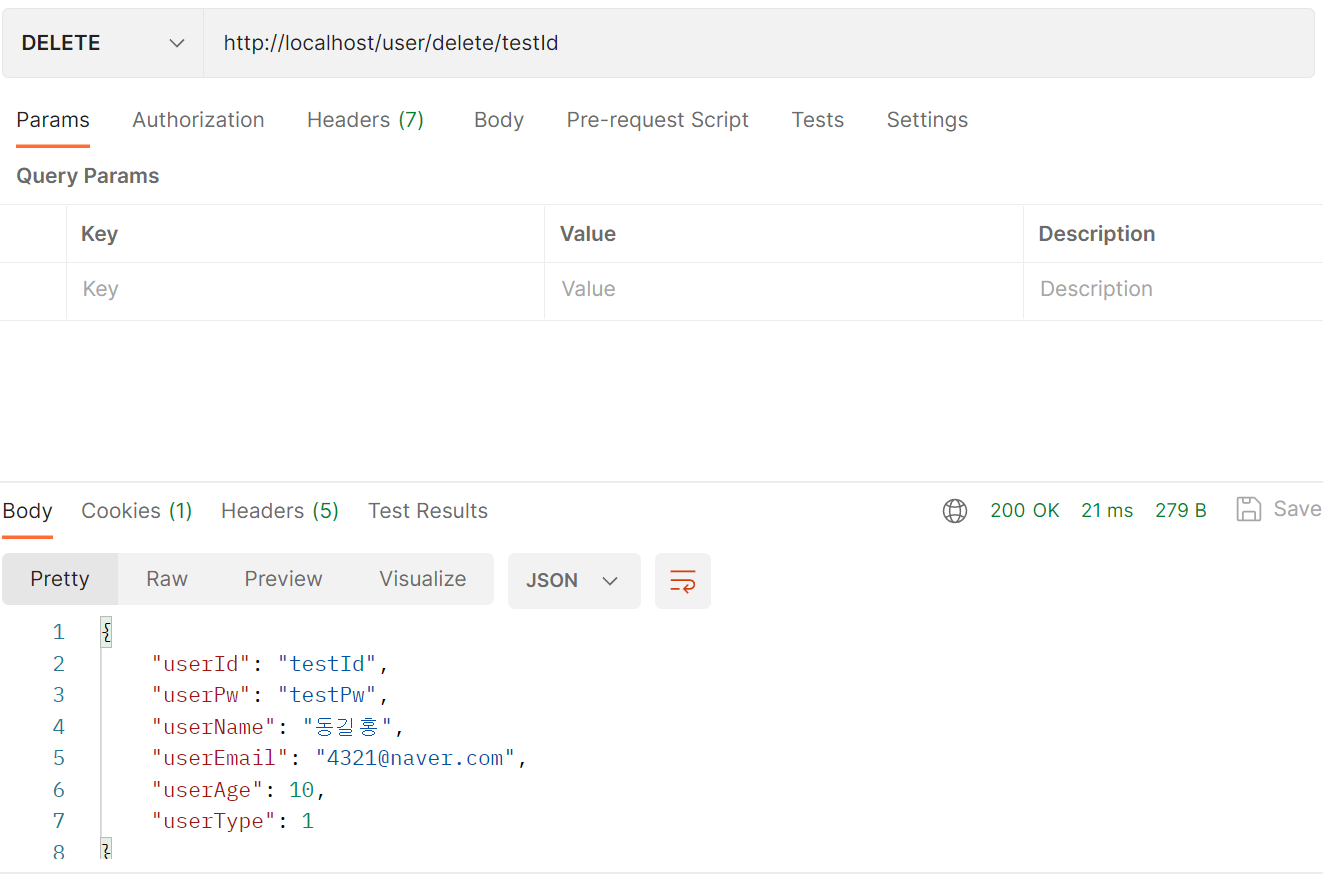 DELETE http://localhost/user/delete/testId
Params Authorization Headers (7) Body Pre-request Script Tests Settings
Query Params
Key Value Description
Key Value Description
Body Cookies (1) Headers (5) Test Results 200 OK 21 ms 279 B Save
Pretty Raw Preview Visualize JSON
1 {
2 "userId": "testId",
3 "userPw": "testPw",
4 "userName": "동길홍",
5 "userEmail": "4321@naver.com",
6 "userAge": 10,
7 "userType": 1
8 }